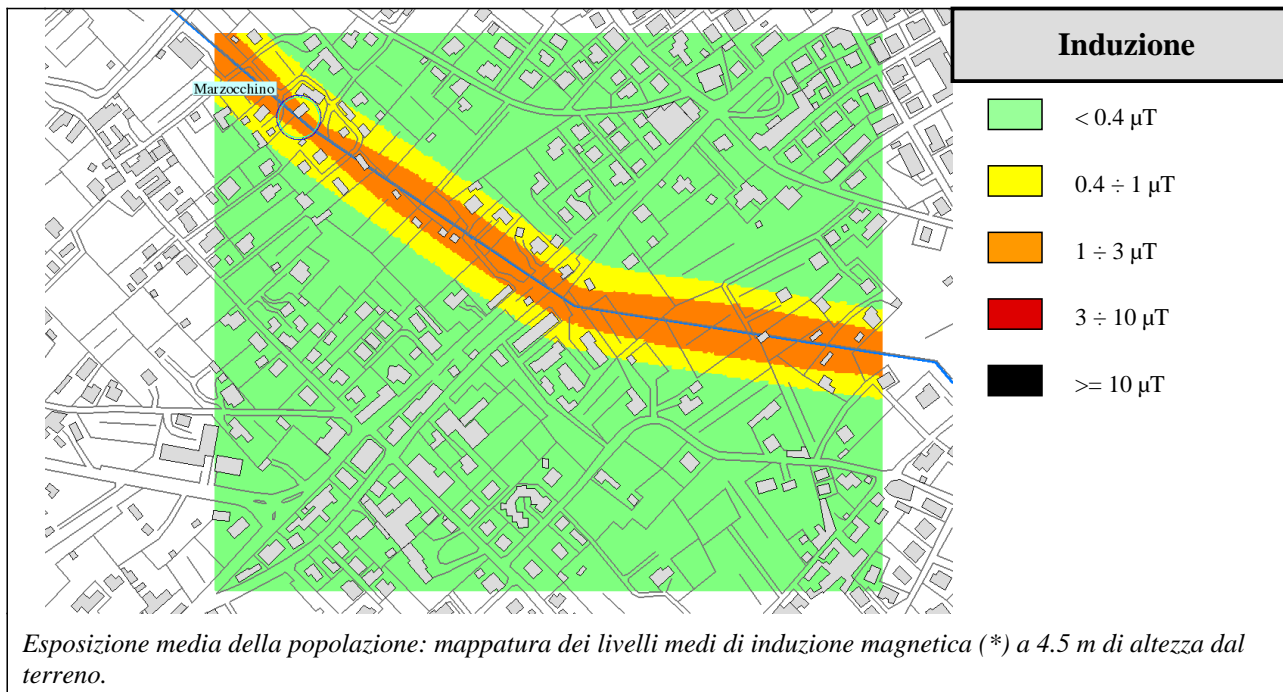 Marzocchino
Induzione
< 0.4 µT
0.4 ÷ 1 µT
1 ÷ 3 µT
3 ÷ 10 µT
>= 10 µT
Esposizione media della popolazione: mappatura dei livelli medi di induzione magnetica (*) a 4.5 m di altezza dal
terreno.